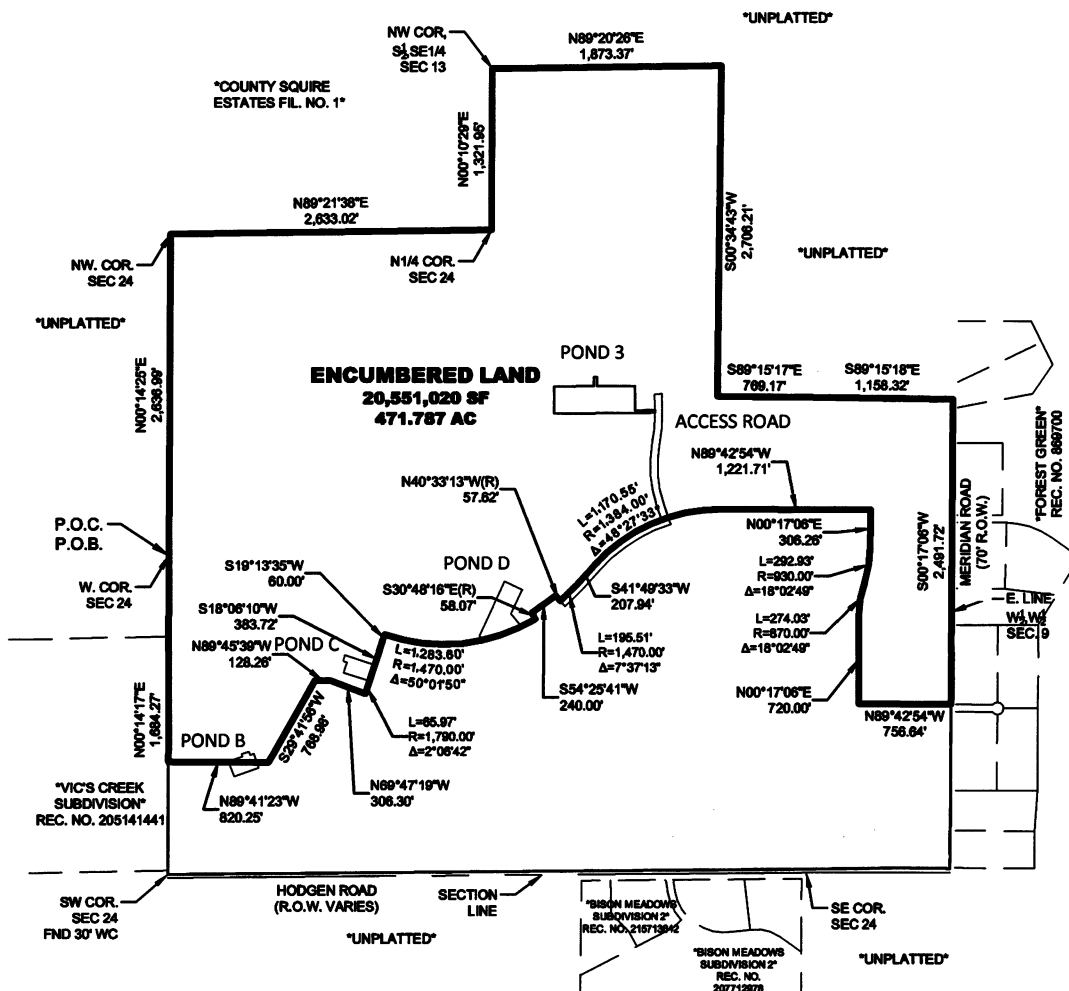 *UNPLATTED*
NW COR,
S½SE1/4
SEC 13
N89°20'26"E
1,873.37'
*COUNTY SQUIRE
ESTATES FIL. NO. 1*
N00°10'29"E
1,321.95'
N89°21'38"E
2,633.02'
S00°34'43"W
2,706.21'
*UNPLATTED*
NW. COR.
SEC 24
N1/4 COR.
SEC 24
*UNPLATTED*
N00°14'25"E
2,636.99'
ENCUMBERED LAND
20,551,020 SF
471.787 AC
POND 3
S89°15'17"E
769.17'
S89°15'18"E
1,158.32'
ACCESS ROAD
*FOREST GREEN*
REC. NO. 869700
N89°42'54"W
1,221.71'
N40°33'13"W(R)
57.62'
L=1,170.55'
R=1,384.00'
Δ=48°27'33"
MERIDIAN ROAD
(70' R.O.W.)
S00°17'06"W
2,491.72'
P.O.C.
P.O.B.
W. COR.
SEC 24
N00°17'06"E
306.26'
S19°13'35"W
60.00'
POND D
S30°48'16"E(R)
58.07'
S41°49'33"W
207.94'
L=292.93'
R=930.00'
Δ=18°02'49"
E. LINE,
W½W½
SEC. 9
S18°06'10"W
383.72'
L=274.03'
R=870.00'
Δ=18°02'49"
N89°45'39"W
128.26'
POND C
L=1,283.60'
R=1,470.00'
Δ=50°01'50"
L=195.51'
R=1,470.00'
Δ=7°37'13"
S54°25'41"W
240.00'
N00°17'06"E
720.00'
N00°14'17"E
1,684.27'
POND B
S29°41'56"W
768.96'
L=65.97'
R=1,790.00'
Δ=2°06'42"
N89°42'54"W
756.64'
N69°47'19"W
306.30'
N89°41'23"W
820.25'
*VIC'S CREEK
SUBDIVISION*
REC. NO. 205141441
SW COR.
SEC 24
FND 30' WC
HODGEN ROAD
(R.O.W. VARIES)
SECTION
LINE
SE COR.
SEC 24
*BISON MEADOWS
SUBDIVISION 2*
REC. NO.
*UNPLATTED*
*BISON MEADOWS
SUBDIVISION 2*
REC. NO.
207712978
*UNPLATTED*